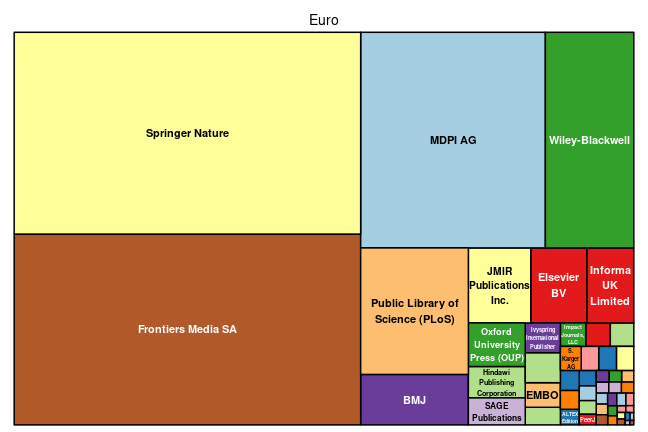 Euro
Springer Nature
MDPI AG
Wiley-Blackwell
Frontiers Media SA
Public Library of
Science (PLoS)
BMJ
JMIR
Publications
Inc.
Elsevier
BV
Informa
UK
Limited
Oxford
University
Press (OUP)
Hindawi
Publishing
Corporation
SAGE
Publications
Ivyspring
International
Publisher
EMBO
Impact
Journals,
LLC
S.
Karger
AG
ALTEX
Edition
PeerJ